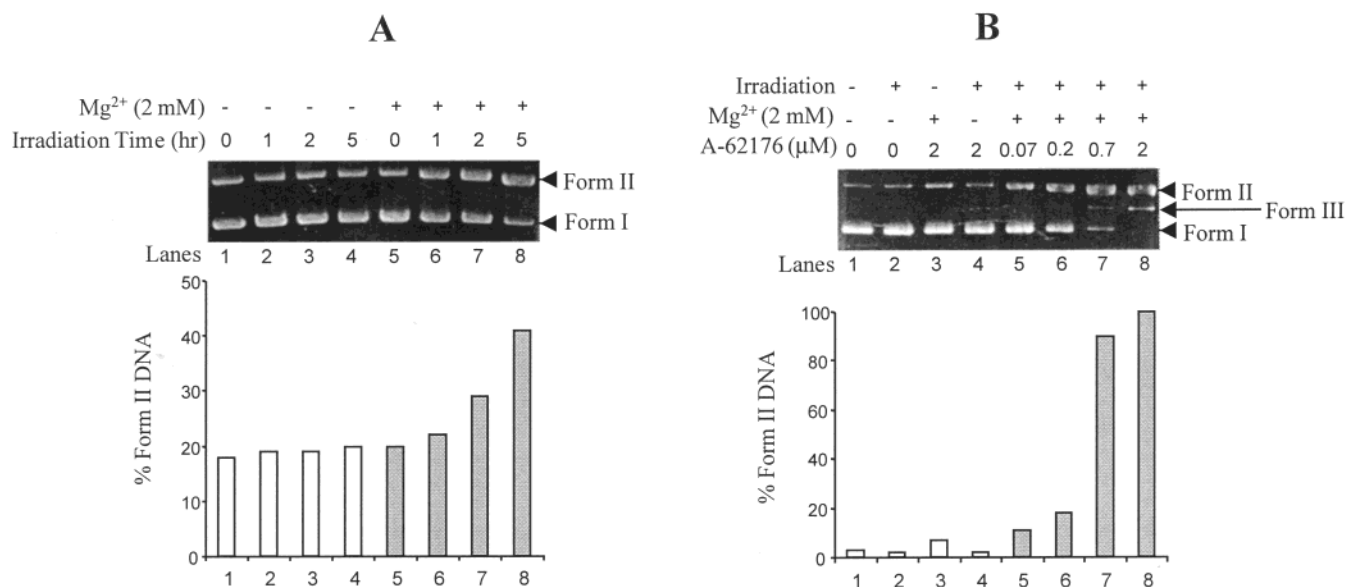 A
Mg²⁺ (2 mM) - - - - + + + +
Irradiation Time (hr) 0 1 2 5 0 1 2 5
Form II
Form I
Lanes 1 2 3 4 5 6 7 8
50
40
30
20
10
0
% Form II DNA
1 2 3 4 5 6 7 8
B
Irradiation - + - + + + + +
Mg²⁺ (2 mM) - - + - + + + +
A-62176 (μM) 0 0 2 2 0.07 0.2 0.7 2
Form II
Form III
Form I
Lanes 1 2 3 4 5 6 7 8
100
80
60
40
20
0
% Form II DNA
1 2 3 4 5 6 7 8